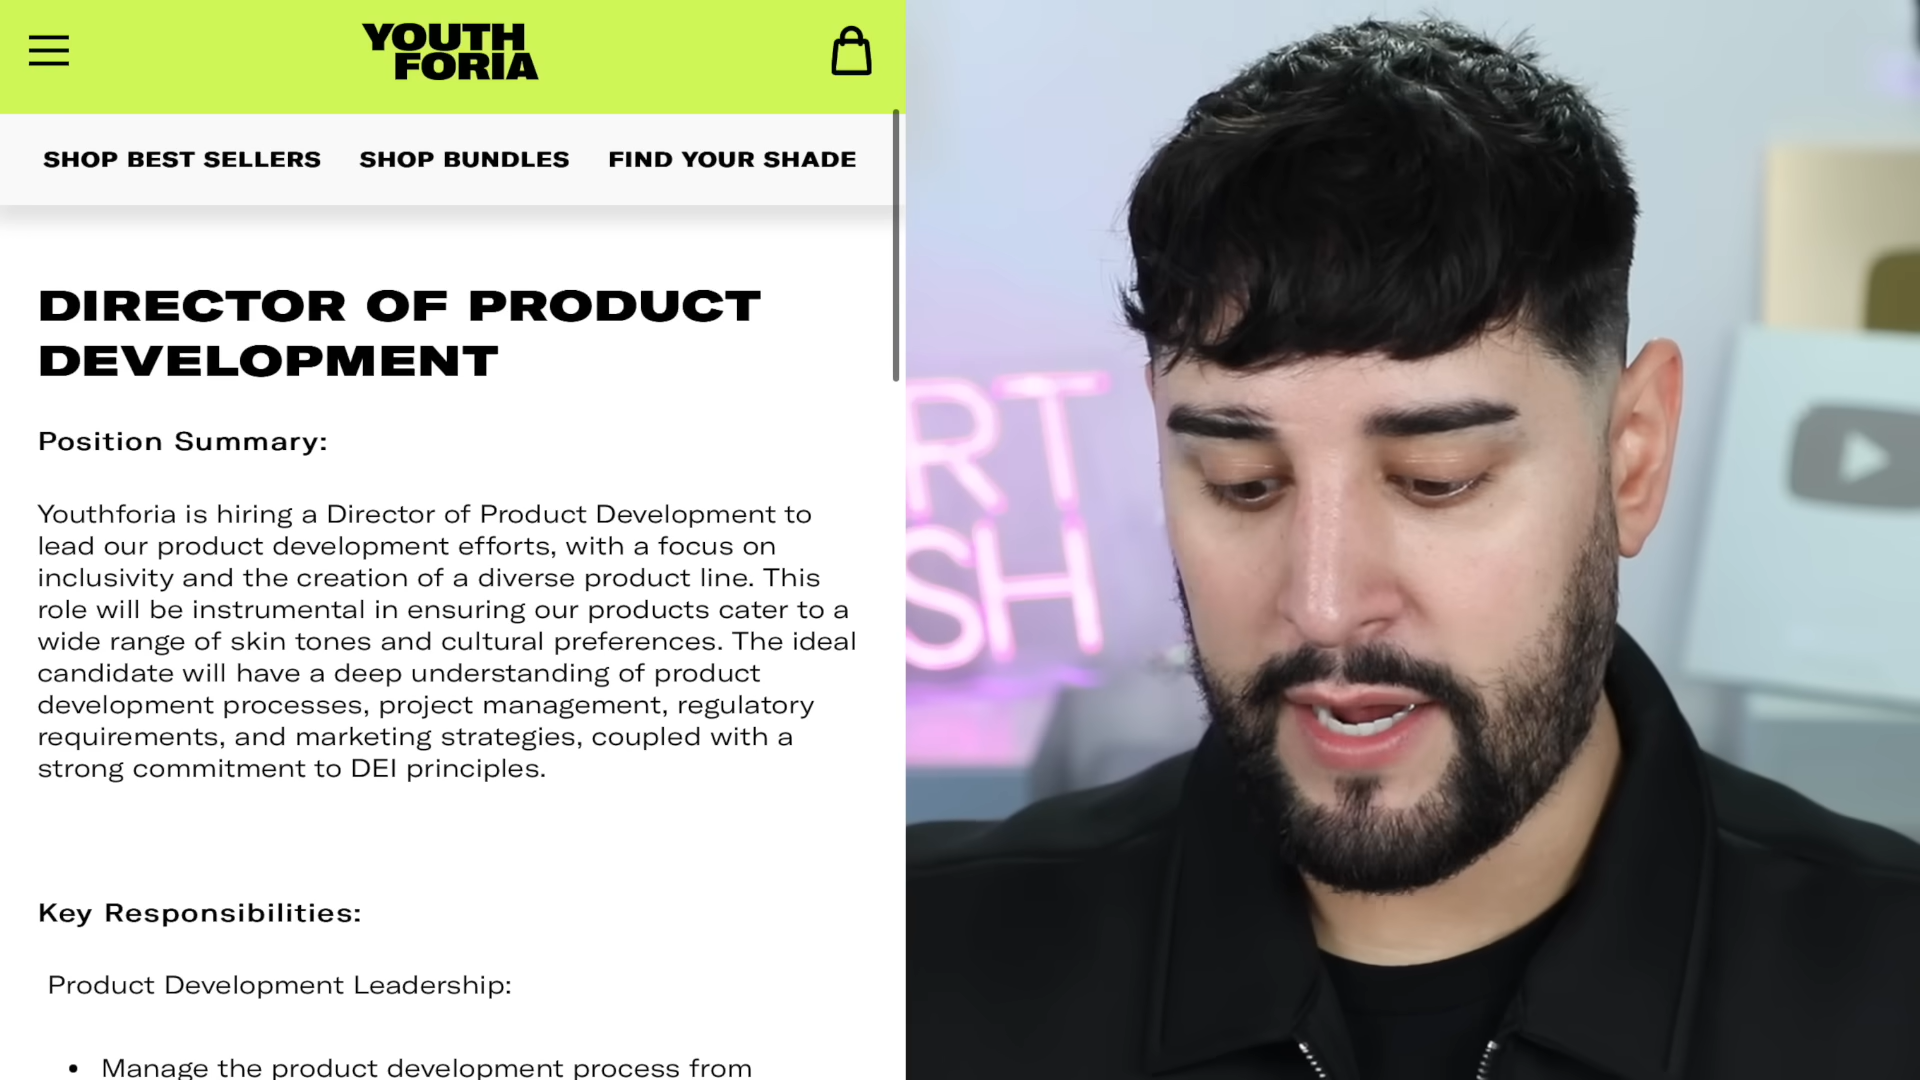 YOUTH
FORIA
SHOP BEST SELLERS SHOP BUNDLES FIND YOUR SHADE
DIRECTOR OF PRODUCT
DEVELOPMENT
Position Summary:
Youthforia is hiring a Director of Product Development to
lead our product development efforts, with a focus on
inclusivity and the creation of a diverse product line. This
role will be instrumental in ensuring our products cater to a
wide range of skin tones and cultural preferences. The ideal
candidate will have a deep understanding of product
development processes, project management, regulatory
requirements, and marketing strategies, coupled with a
strong commitment to DEI principles.
Key Responsibilities:
Product Development Leadership:
• Manage the product development process from
RT
SH